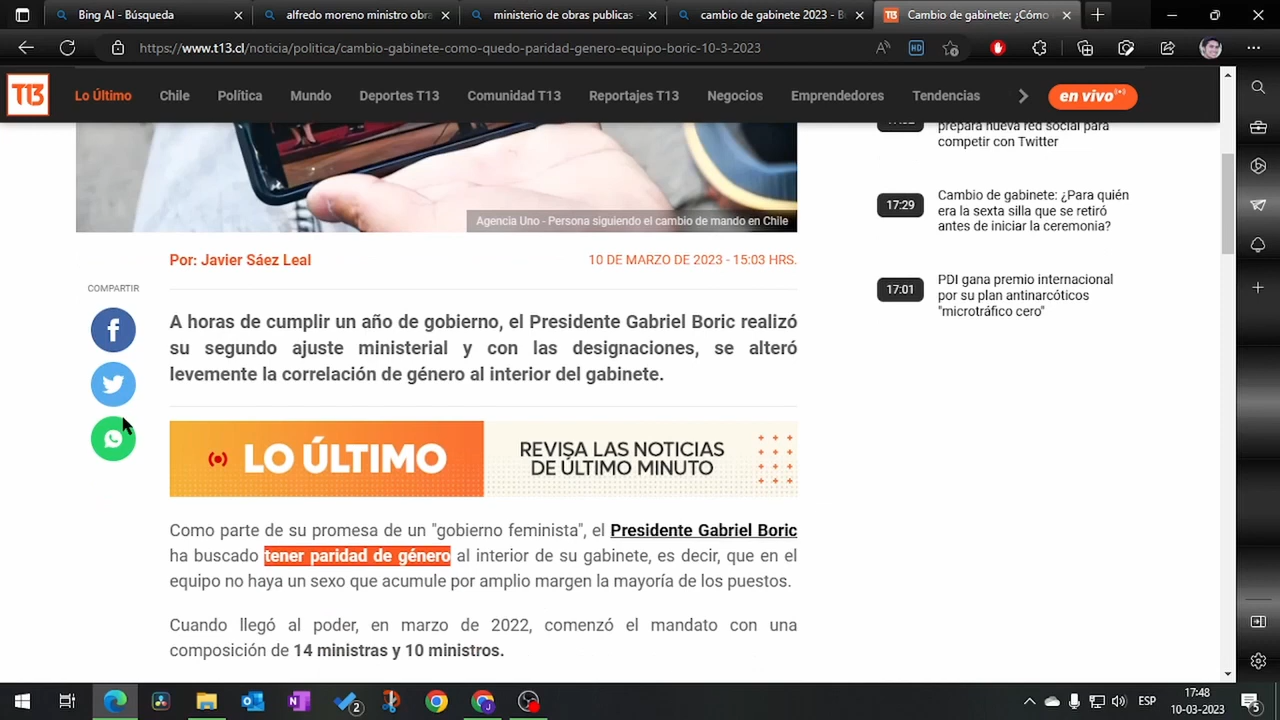 Bing AI - Búsqueda
alfredo moreno ministro obra
ministerio de obras publicas -
cambio de gabinete 2023 - B
Cambio de gabinete: ¿Cómo
https://www.t13.cl/noticia/politica/cambio-gabinete-como-quedo-paridad-genero-equipo-boric-10-3-2023
T13
Lo Último
Chile
Política
Mundo
Deportes T13
Comunidad T13
Reportajes T13
Negocios
Emprendedores
Tendencias
en vivo
prepara nueva red social para
competir con Twitter
17:29
Cambio de gabinete: ¿Para quién
era la sexta silla que se retiró
antes de iniciar la ceremonia?
17:01
PDI gana premio internacional
por su plan antinarcóticos
"microtráfico cero"
Agencia Uno - Persona siguiendo el cambio de mando en Chile
Por: Javier Sáez Leal
10 DE MARZO DE 2023 - 15:03 HRS.
COMPARTIR
A horas de cumplir un año de gobierno, el Presidente Gabriel Boric realizó
su segundo ajuste ministerial y con las designaciones, se alteró
levemente la correlación de género al interior del gabinete.
LO ÚLTIMO
REVISA LAS NOTICIAS
DE ÚLTIMO MINUTO
Como parte de su promesa de un "gobierno feminista", el Presidente Gabriel Boric
ha buscado tener paridad de género al interior de su gabinete, es decir, que en el
equipo no haya un sexo que acumule por amplio margen la mayoría de los puestos.
Cuando llegó al poder, en marzo de 2022, comenzó el mandato con una
composición de 14 ministras y 10 ministros.
2
ESP
17:48
10-03-2023
5